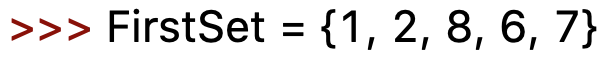 >>> FirstSet = {1, 2, 8, 6, 7}